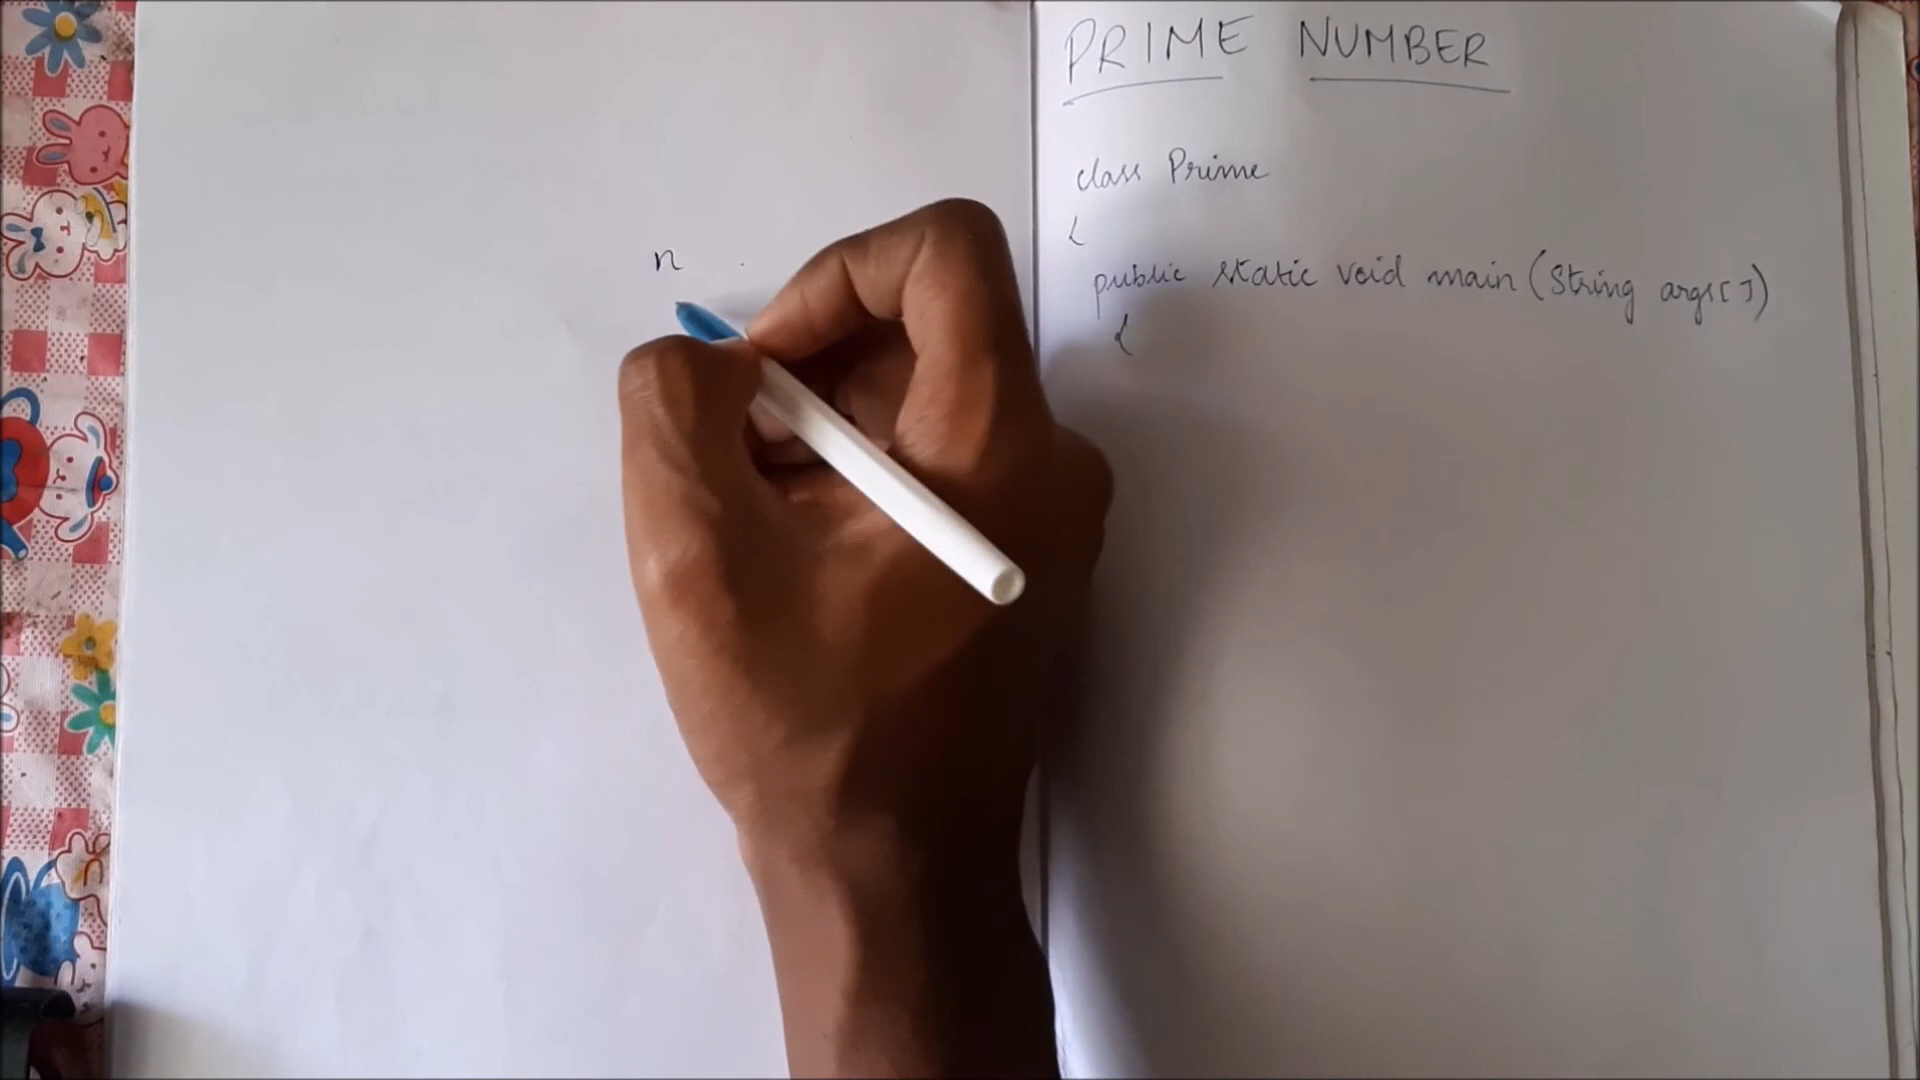 n
PRIME NUMBER
class Prime
{
public static void main (String args[])
{